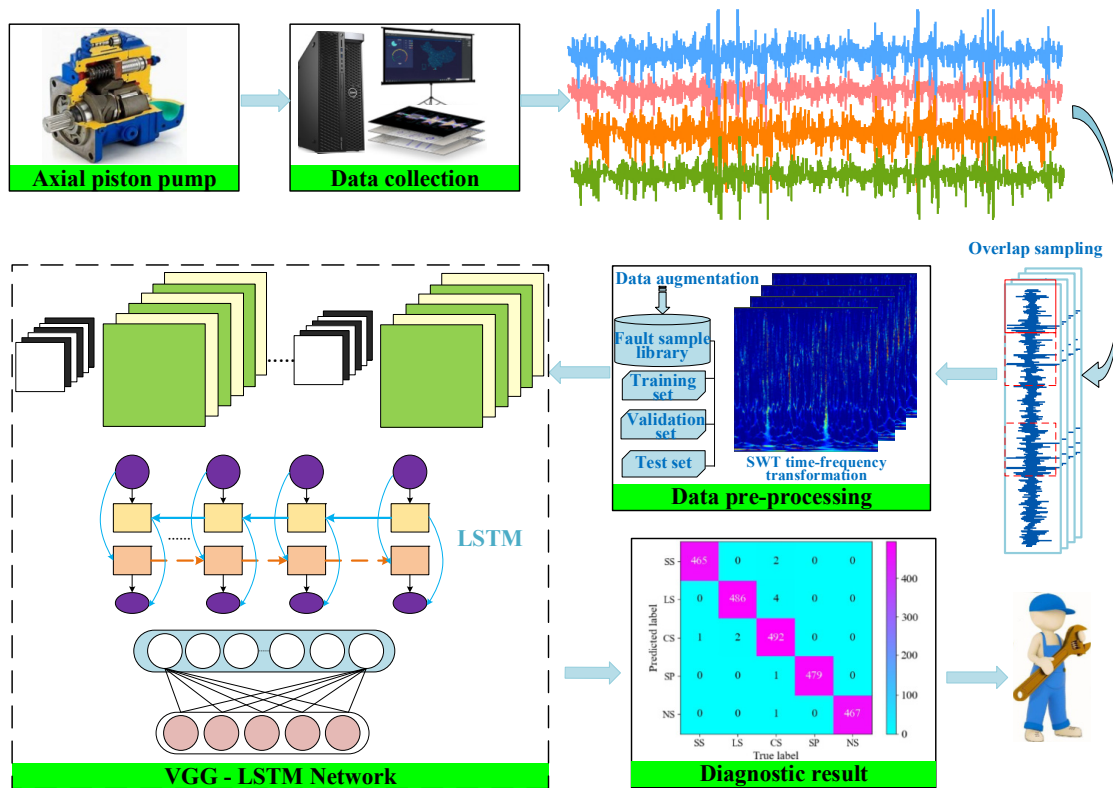 Axial piston pump
Data collection
Overlap sampling
Data augmentation
Fault sample
library
Training
set
Validation
set
Test set
SWT time-frequency
transformation
Data pre-processing
......
......
LSTM
VGG - LSTM Network
Predicted label
SS 465 0 2 0 0
LS 0 486 4 0 0
CS 1 2 492 0 0
SP 0 0 1 479 0
NS 0 0 1 0 467
SS LS CS SP NS
True label
400
300
200
100
0
Diagnostic result